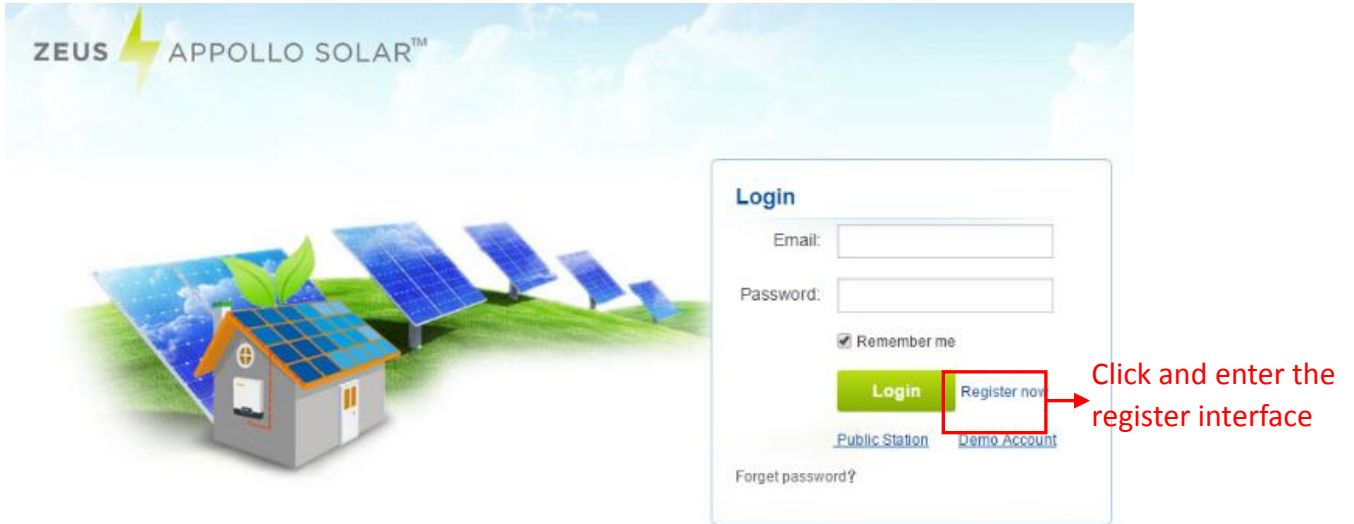 ZEUS APPOLLO SOLAR™
Login
Email:
Password:
Remember me
Login Register now
Click and enter the
register interface
Public Station Demo Account
Forget password?